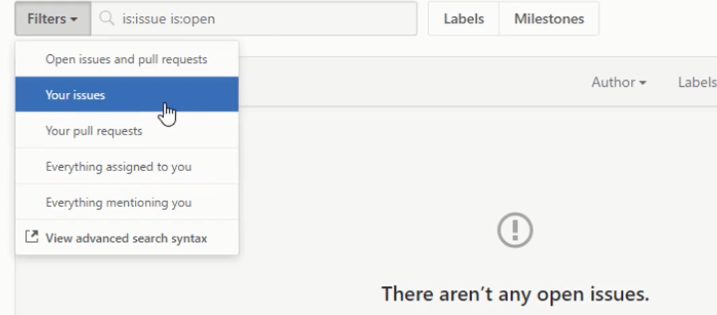 Filters
is:issue is:open
Labels
Milestones
Open issues and pull requests
Your issues
Author
Labels
Your pull requests
Everything assigned to you
Everything mentioning you
View advanced search syntax
There aren’t any open issues.